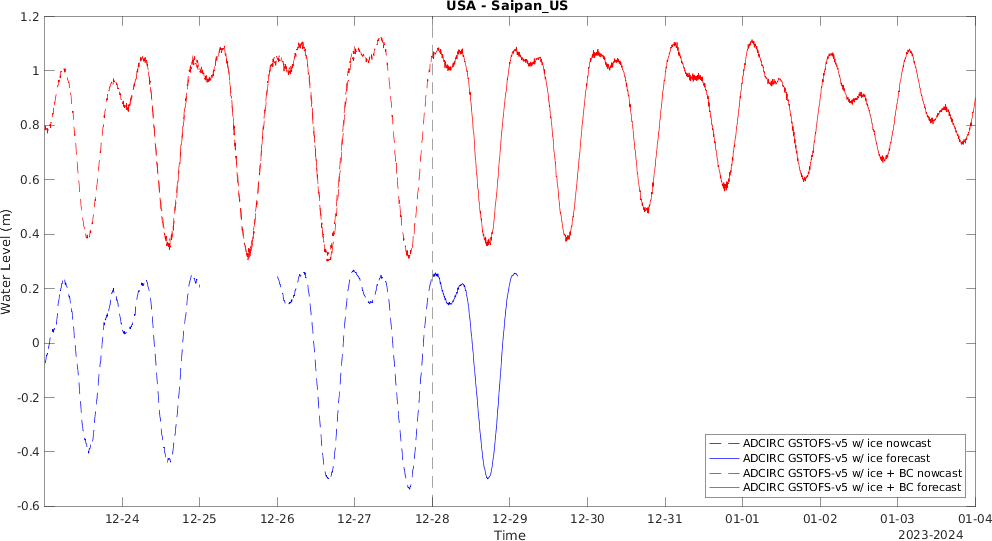 USA - Saipan_US
1.2
1
0.8
0.6
0.4
0.2
0
-0.2
-0.4
-0.6
Water Level (m)
ADCIRC GSTOFS-v5 w/ ice nowcast
ADCIRC GSTOFS-v5 w/ ice forecast
ADCIRC GSTOFS-v5 w/ ice + BC nowcast
ADCIRC GSTOFS-v5 w/ ice + BC forecast
12-24 12-25 12-26 12-27 12-28 12-29 12-30 12-31 01-01 01-02 01-03 01-04
Time
2023-2024